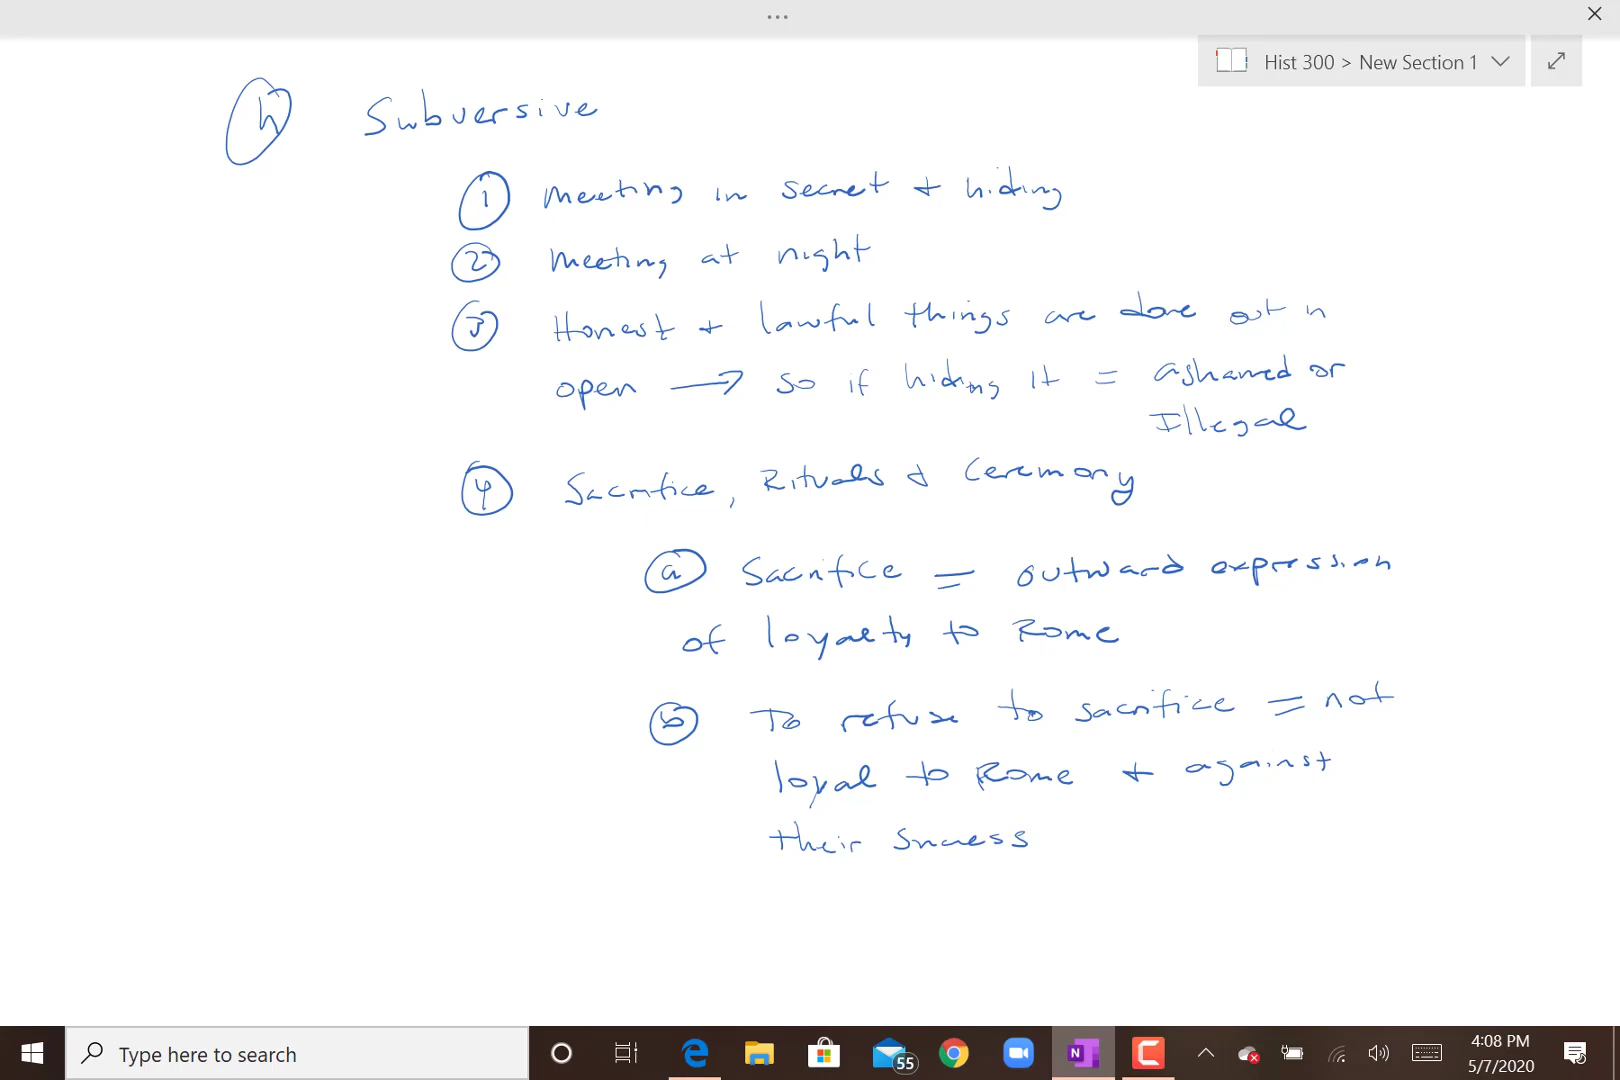 ...
Hist 300 > New Section 1
h Subversive
1 Meeting in secret + hiding
2 Meeting at night
3 Honest + lawful things are done out in
open → so if hiding it = ashamed or
Illegal
4 Sacrifice, Rituals + Ceremony
a Sacrifice = outward expression
of loyalty to Rome
b To refuse to sacrifice = not
loyal to Rome + against
their success
Type here to search
55
N
4:08 PM
5/7/2020